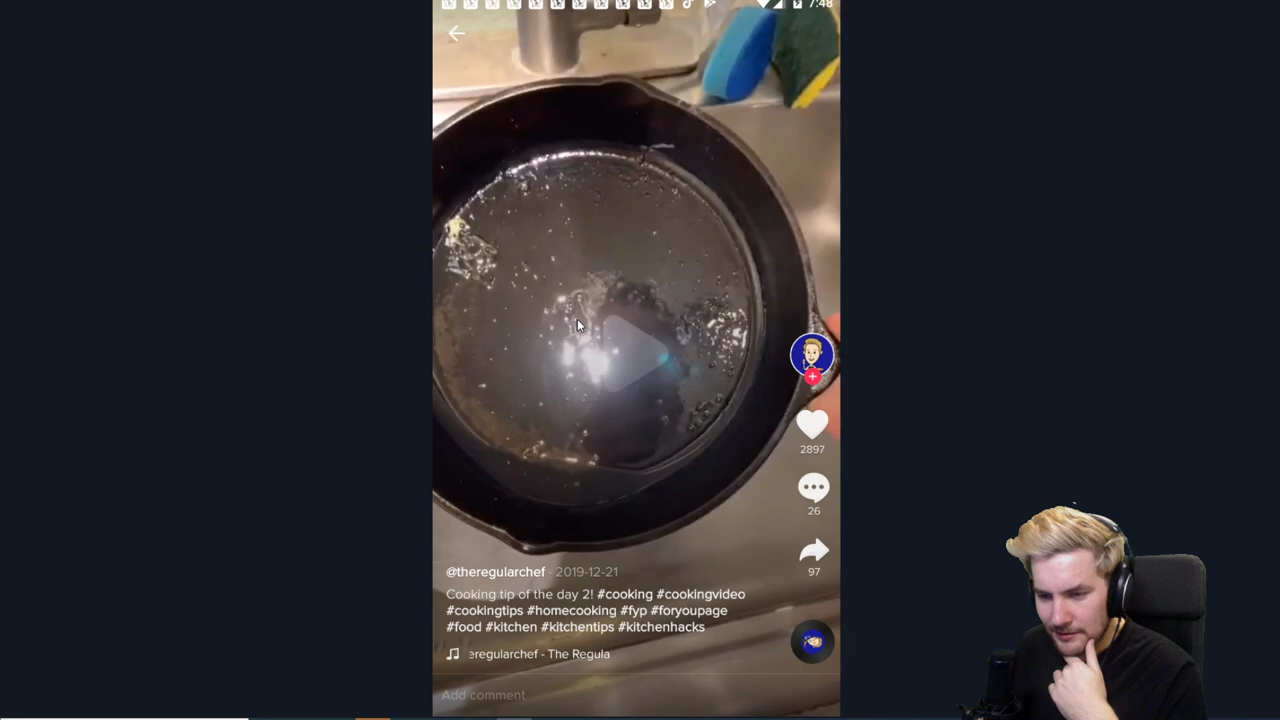 7:48
2897
26
97
@theregularchef · 2019-12-21
Cooking tip of the day 2! #cooking #cookingvideo
#cookingtips #homecooking #fyp #foryoupage
#food #kitchen #kitchentips #kitchenhacks
eregularchef - The Regula
Add comment